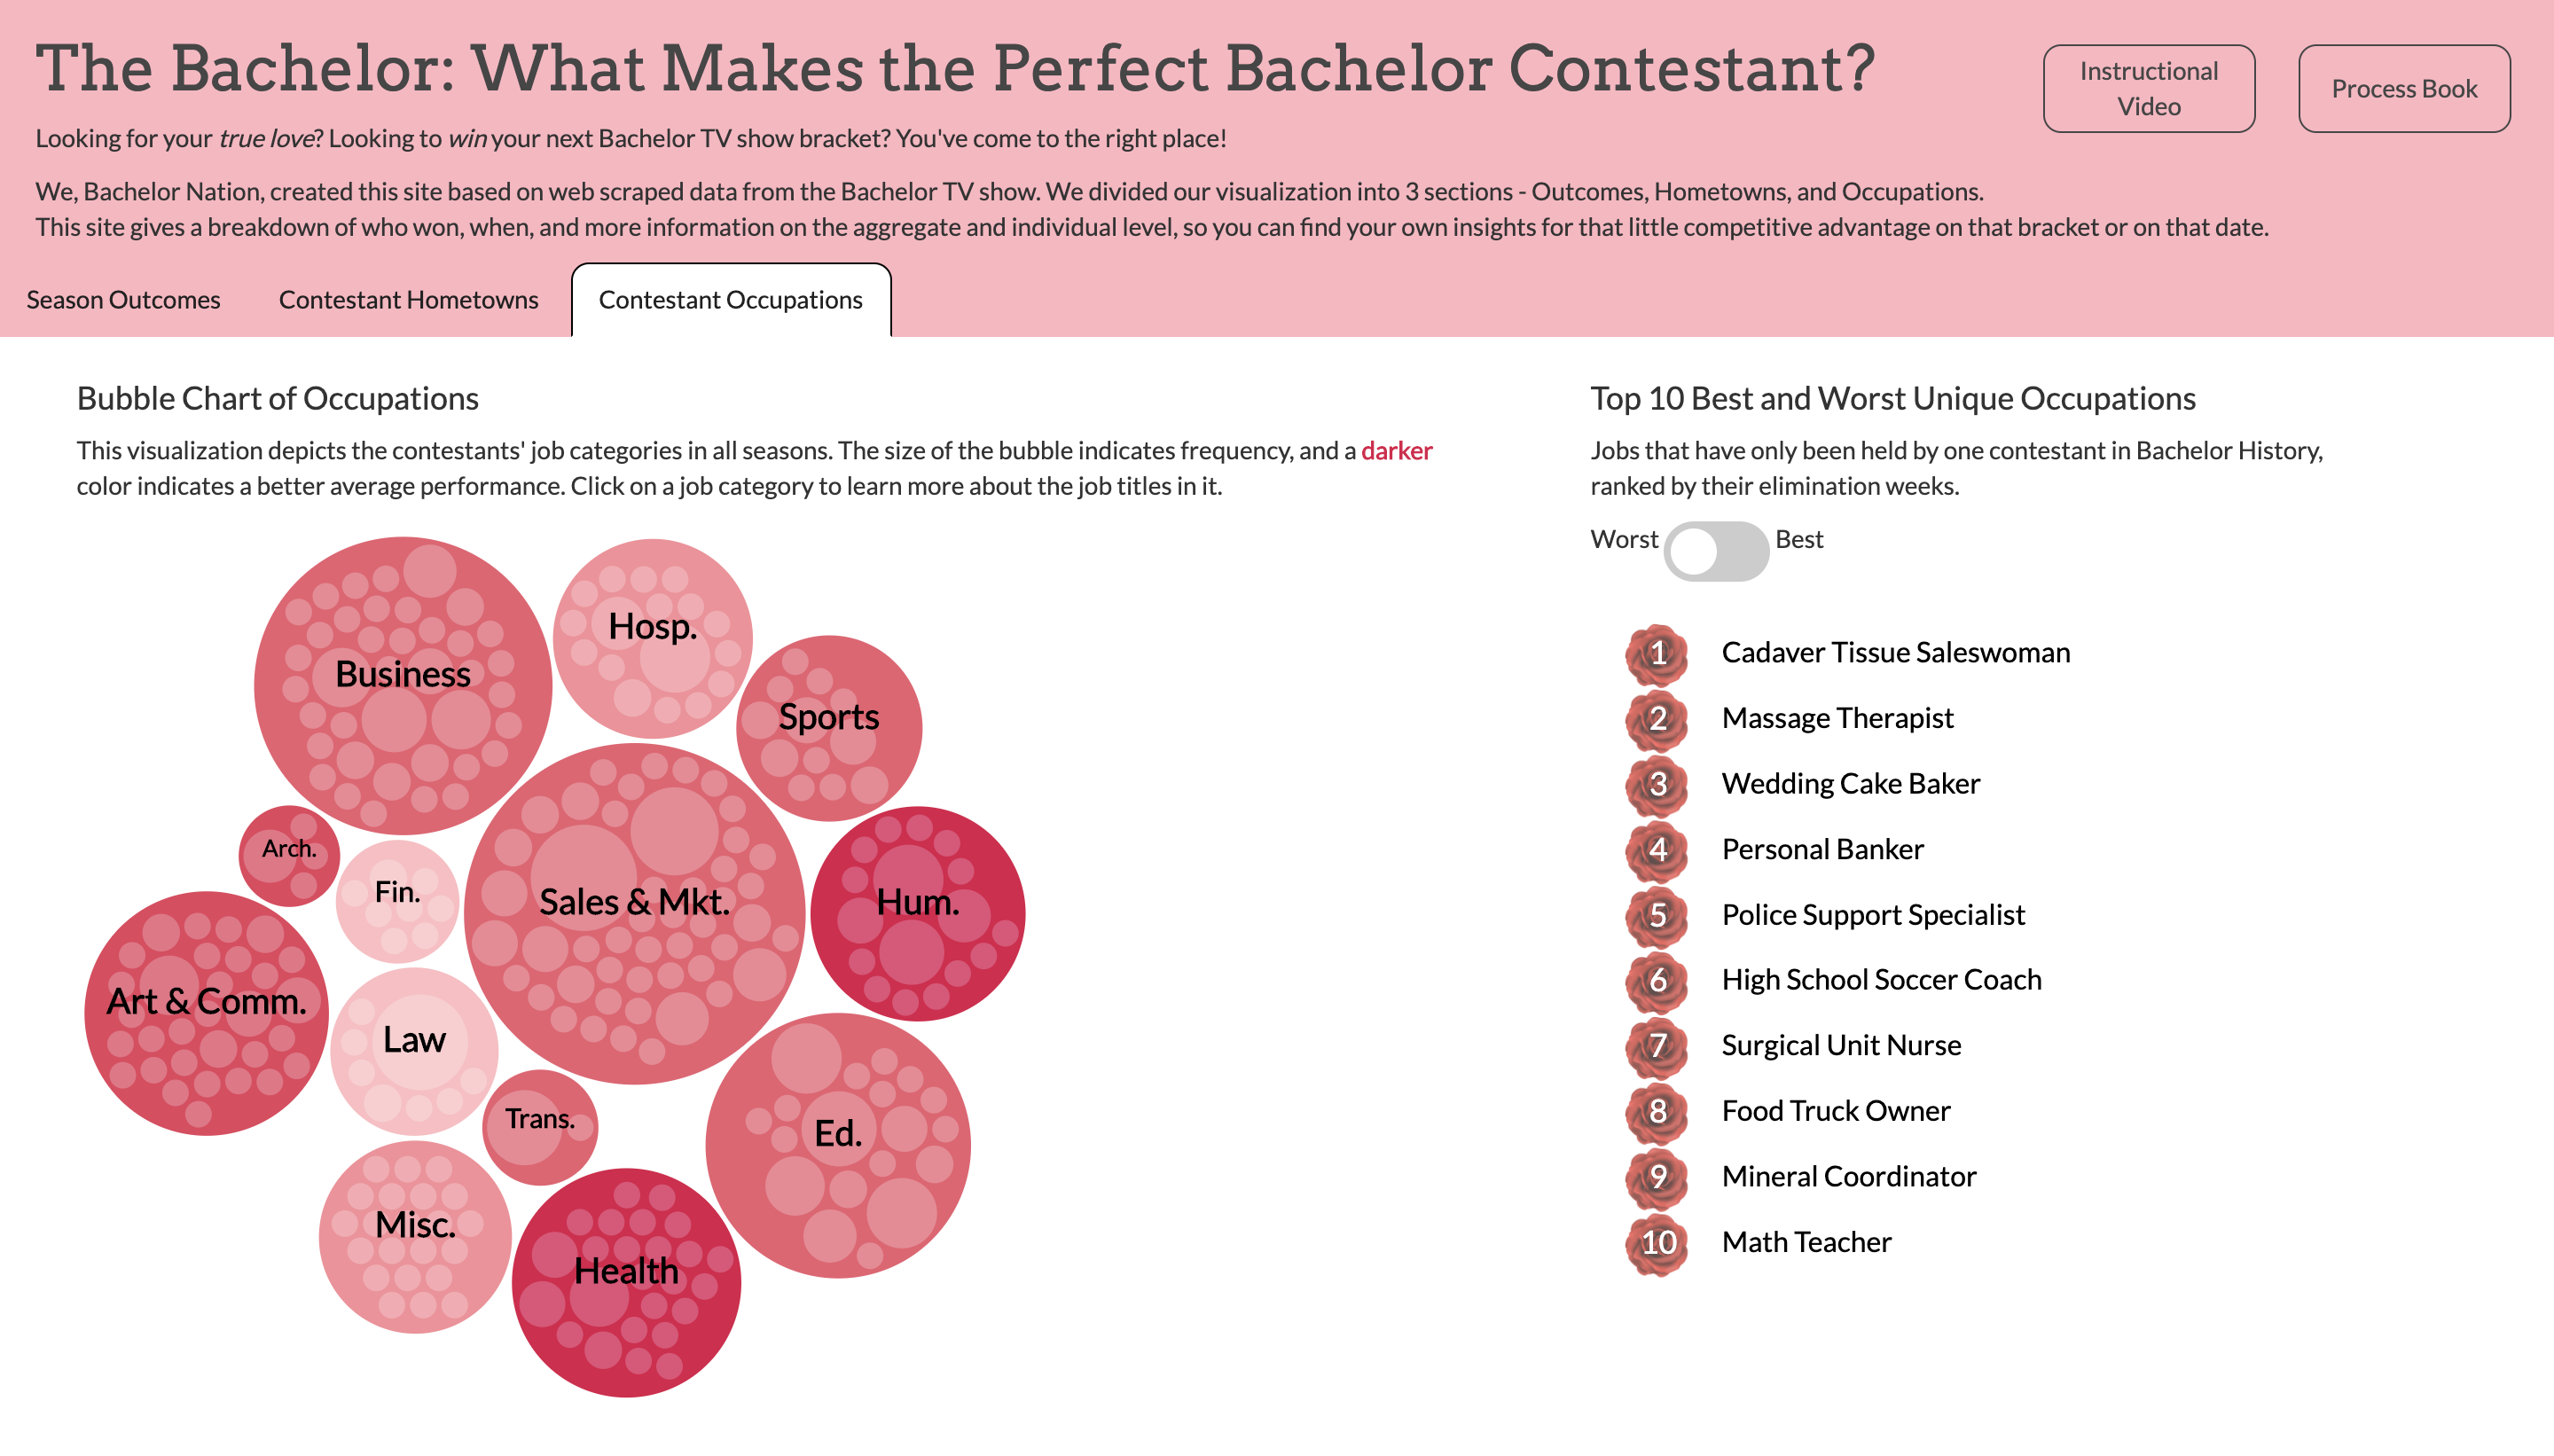 The Bachelor: What Makes the Perfect Bachelor Contestant?
Instructional
Video
Process Book
Looking for your true love? Looking to win your next Bachelor TV show bracket? You've come to the right place!
We, Bachelor Nation, created this site based on web scraped data from the Bachelor TV show. We divided our visualization into 3 sections - Outcomes, Hometowns, and Occupations.
This site gives a breakdown of who won, when, and more information on the aggregate and individual level, so you can find your own insights for that little competitive advantage on that bracket or on that date.
Season Outcomes
Contestant Hometowns
Contestant Occupations
Bubble Chart of Occupations
This visualization depicts the contestants' job categories in all seasons. The size of the bubble indicates frequency, and a darker
color indicates a better average performance. Click on a job category to learn more about the job titles in it.
Business
Hosp.
Sports
Arch.
Fin.
Sales & Mkt.
Hum.
Art & Comm.
Law
Trans.
Ed.
Misc.
Health
Top 10 Best and Worst Unique Occupations
Jobs that have only been held by one contestant in Bachelor History,
ranked by their elimination weeks.
Worst
Best
1 Cadaver Tissue Saleswoman
2 Massage Therapist
3 Wedding Cake Baker
4 Personal Banker
5 Police Support Specialist
6 High School Soccer Coach
7 Surgical Unit Nurse
8 Food Truck Owner
9 Mineral Coordinator
10 Math Teacher